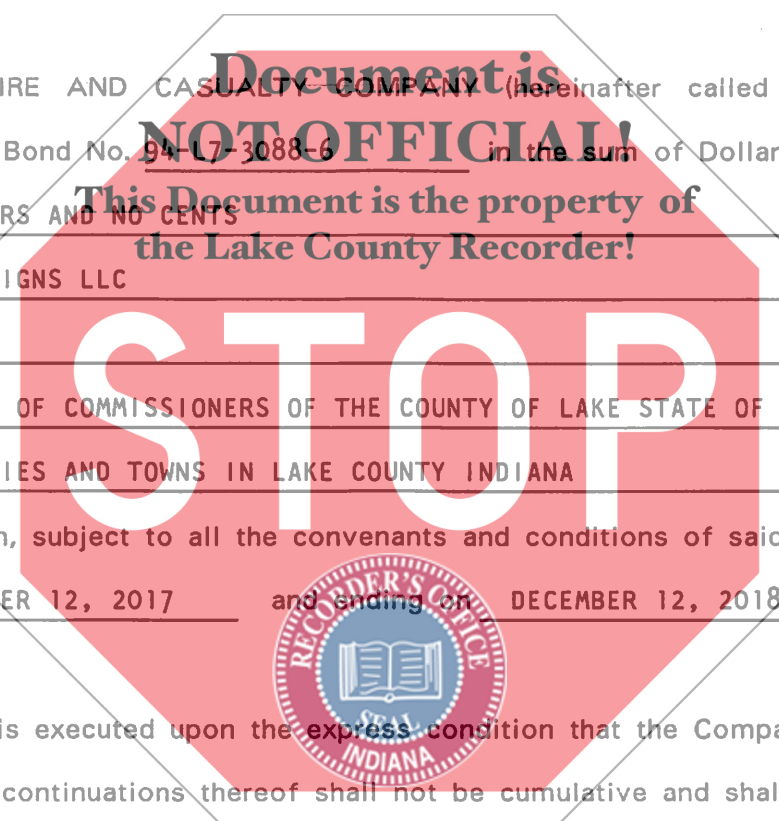 Document is
IRE AND CASUALTY COMPANY (hereinafter called
NOT OFFICIAL!
Bond No. 94-L7-3088-6 in the sum of Dollar
This Document is the property of
RS AND NO CENTS
the Lake County Recorder!
IGNS LLC
STOP
OF COMMISSIONERS OF THE COUNTY OF LAKE STATE OF
IES AND TOWNS IN LAKE COUNTY INDIANA
, subject to all the convenants and conditions of said
ER 12, 2017 and ending on DECEMBER 12, 2018
RECORDER'S OFFICE
SEAL
INDIANA
is executed upon the express condition that the Compa
continuations thereof shall not be cumulative and shal